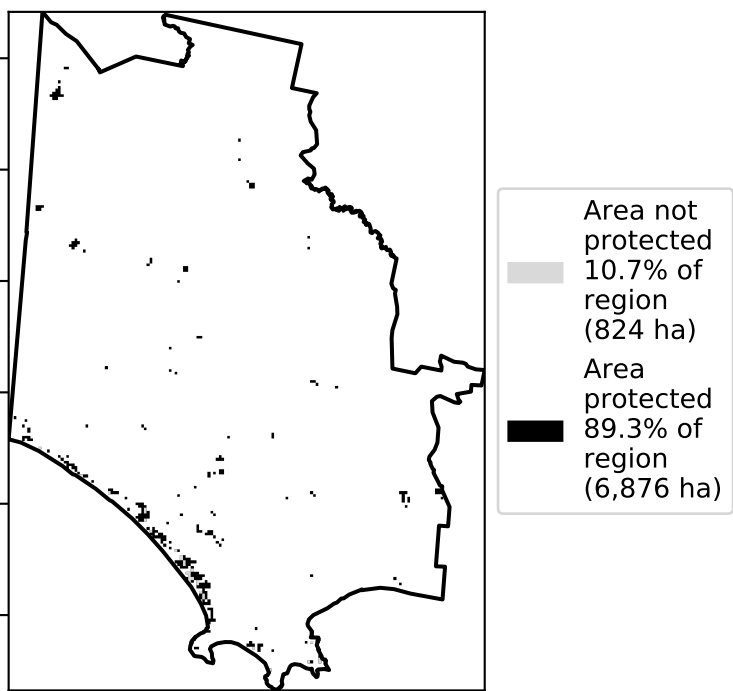 Area not
protected
10.7% of
region
(824 ha)
Area
protected
89.3% of
region
(6,876 ha)